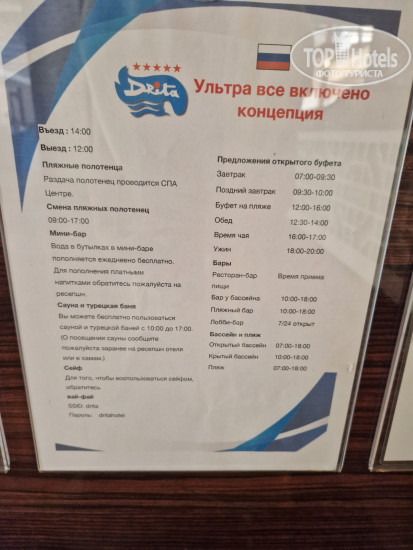 TOPHotels
ФОТО ТУРИСТА
Drita
Ультра все включено
концепция
Въезд : 14:00
Выезд : 12:00
Пляжные полотенца
Раздача полотенец проводится СПА
Центре.
Смена пляжных полотенец
09:00-17:00
Мини-бар
Вода в бутылках в мини-баре
пополняется ежедневно бесплатно.
Для пополнения платными
напитками обратитесь пожалуйста на
ресепшн.
Сауна и турецкая баня
Вы можете бесплатно пользоваться
сауной и турецкой баней с 10:00 до 17:00.
(О посещении сауны сообщите
пожалуйста заранее на ресепшн отеля
или в хамам.)
Сейф
Для того, чтобы воспользоваться сейфом,
обратитесь
вай-фай
SSID: drita
Пароль: dritahotel
Предложения открытого буфета
Завтрак 07:00-09:30
Поздний завтрак 09:30-10:00
Буфет на пляже 12:00-16:00
Обед 12:30-14:00
Время чая 16:00-17:00
Ужин 18:00-20:00
Бары
Ресторан-бар Время приема
пищи
Бар у бассейна 10:00-18:00
Пляжный бар 10:00-18:00
Лобби-бар 7/24 открыт
Бассейн и пляж
Открытый бассейн 07:00-18:00
Крытый бассейн 10:00-18:00
Пляж 07:00-18:00